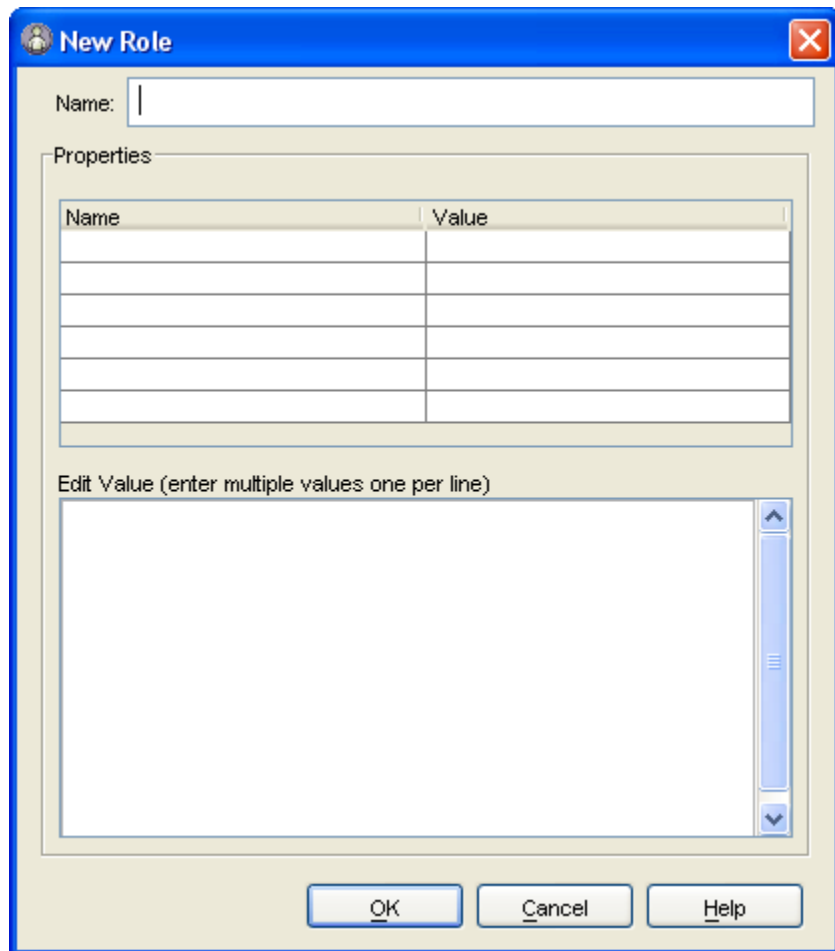 New Role
Name:
Properties
Name Value
Edit Value (enter multiple values one per line)
OK Cancel Help